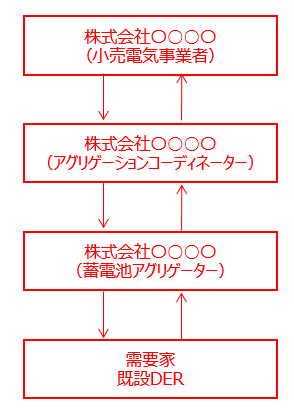 株式会社〇〇〇〇
（小売電気事業者）
株式会社〇〇〇〇
（アグリゲーションコーディネーター）
株式会社〇〇〇〇
（蓄電池アグリゲーター）
需要家
既設DER